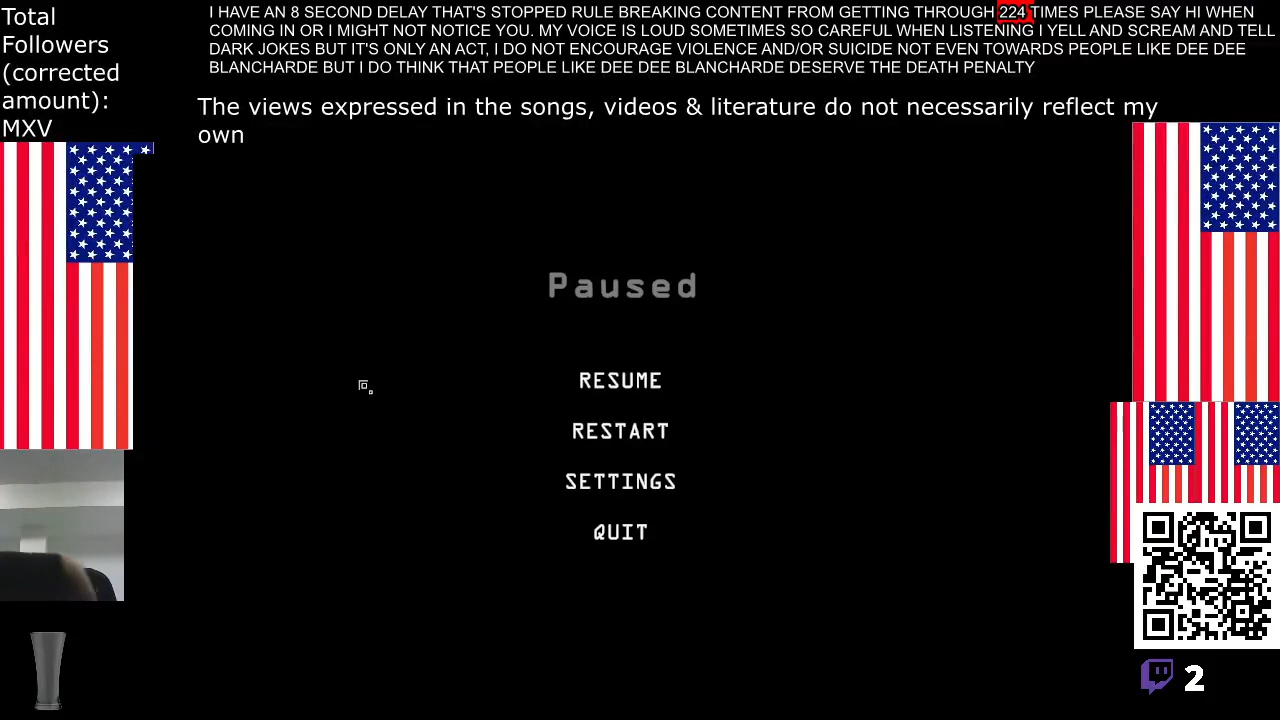 Total
Followers
(corrected
amount):
MXV
I HAVE AN 8 SECOND DELAY THAT'S STOPPED RULE BREAKING CONTENT FROM GETTING THROUGH 224 TIMES PLEASE SAY HI WHEN
COMING IN OR I MIGHT NOT NOTICE YOU. MY VOICE IS LOUD SOMETIMES SO CAREFUL WHEN LISTENING I YELL AND SCREAM AND TELL
DARK JOKES BUT IT'S ONLY AN ACT, I DO NOT ENCOURAGE VIOLENCE AND/OR SUICIDE NOT EVEN TOWARDS PEOPLE LIKE DEE DEE
BLANCHARDE BUT I DO THINK THAT PEOPLE LIKE DEE DEE BLANCHARDE DESERVE THE DEATH PENALTY
The views expressed in the songs, videos & literature do not necessarily reflect my
own
Paused
RESUME
RESTART
SETTINGS
QUIT
2